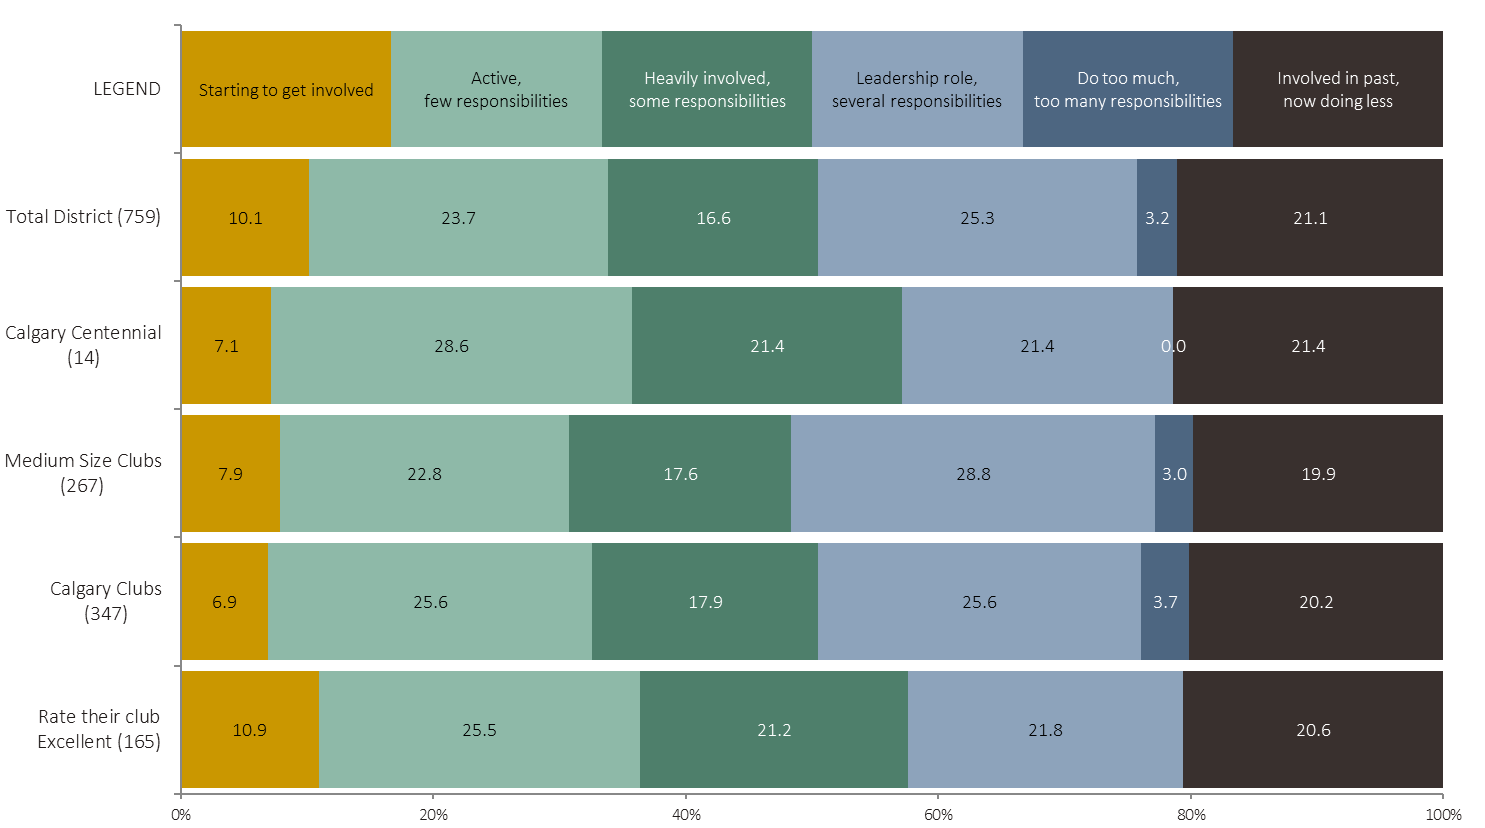 LEGEND
Starting to get involved
Active,
few responsibilities
Heavily involved,
some responsibilities
Leadership role,
several responsibilities
Do too much,
too many responsibilities
Involved in past,
now doing less
Total District (759)
10.1 23.7 16.6 25.3 3.2 21.1
Calgary Centennial
(14)
7.1 28.6 21.4 21.4 0.0 21.4
Medium Size Clubs
(267)
7.9 22.8 17.6 28.8 3.0 19.9
Calgary Clubs
(347)
6.9 25.6 17.9 25.6 3.7 20.2
Rate their club
Excellent (165)
10.9 25.5 21.2 21.8 20.6
0% 20% 40% 60% 80% 100%